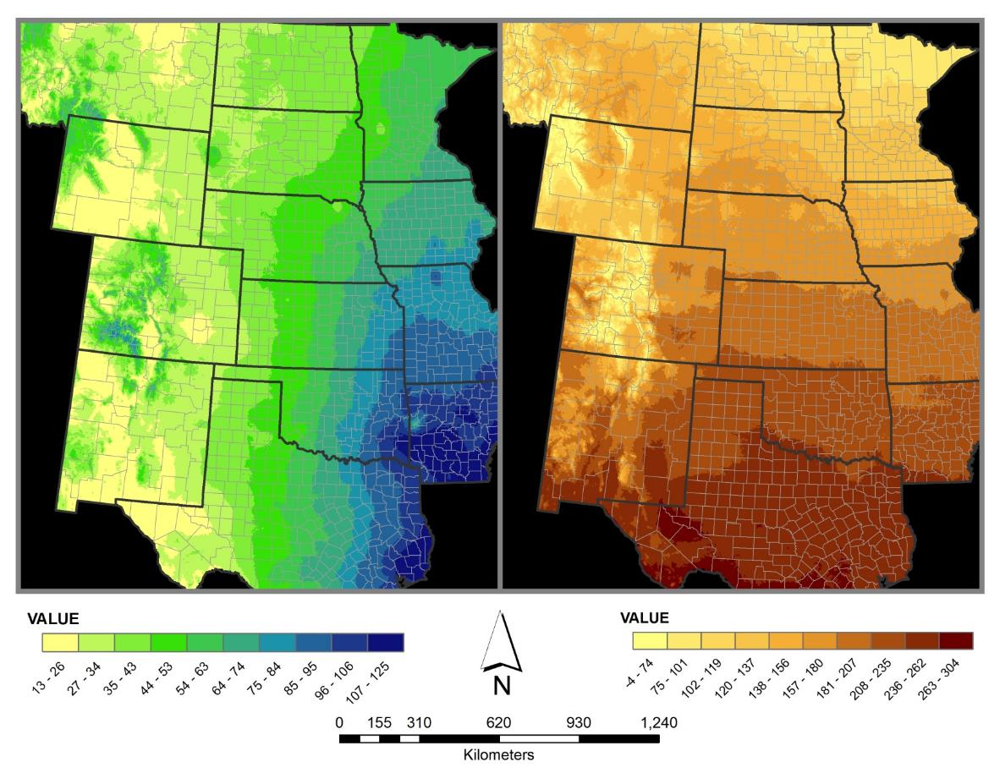 VALUE
13 - 26
27 - 34
35 - 43
44 - 53
54 - 63
64 - 74
75 - 84
85 - 95
96 - 106
107 - 125
N
VALUE
-4 - 74
75 - 101
102 - 119
120 - 137
138 - 156
157 - 180
181 - 207
208 - 235
236 - 262
263 - 304
0 155 310 620 930 1,240
Kilometers